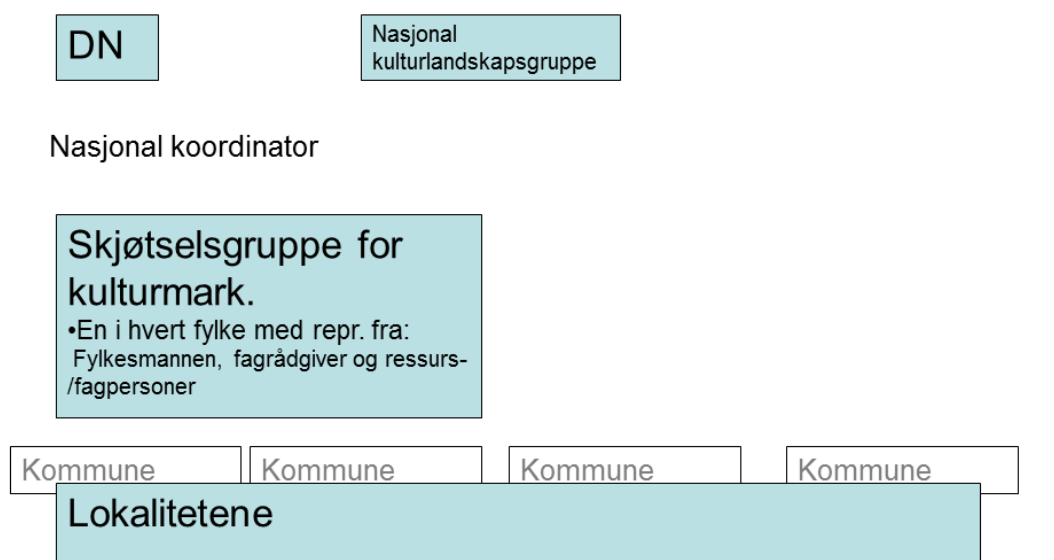 DN
Nasjonal
kulturlandskapsgruppe
Nasjonal koordinator
Skjøtselsgruppe for
kulturmark.
•En i hvert fylke med repr. fra:
Fylkesmannen, fagrådgiver og ressurs-
/fagpersoner
Kommune
Kommune
Kommune
Kommune
Lokalitetene